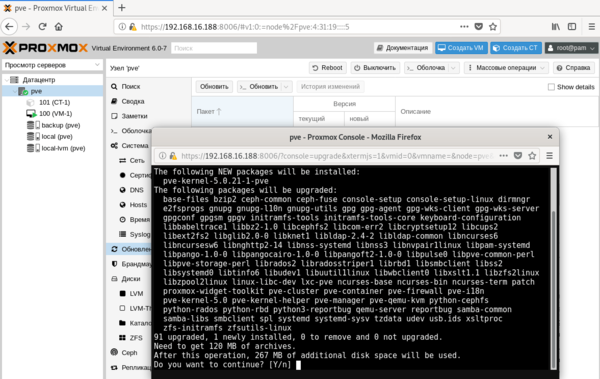 pve - Proxmox Virtual Env
https://192.168.16.188:8006/#v1:0:=node%2Fpve:4:31:19::::5
PROXMOX Virtual Environment 6.0-7 Поиск Документация Создать VM Создать CT root@pam
Просмотр серверов
Узел 'pve' Reboot Выключить Оболочка Массовые операции Справка
Датацентр
pve
101 (CT-1)
100 (VM-1)
backup (pve)
local (pve)
local-lvm (pve)
Поиск
Сводка
Заметки
Оболочка
Система
Сеть
DNS
Hosts
Время
Syslog
Обновлен
Брандмау
Диски
LVM
LVM-Th
Катало
ZFS
Ceph
Реплика
Обновить Обновить История изменений Show details
Пакет Версия Описание
текущий новый
pve - Proxmox Console - Mozilla Firefox
https://192.168.16.188:8006/?console=upgrade&xtermjs=1&vmid=0&vmname=&node=pve
The following NEW packages will be installed:
pve-kernel-5.0.21-1-pve
The following packages will be upgraded:
base-files bzip2 ceph-common ceph-fuse console-setup console-setup-linux dirmngr
e2fsprogs gnupg gnupg-l10n gnupg-utils gpg gpg-agent gpg-wks-client gpg-wks-server
gpgconf gpgsm gpgv initramfs-tools initramfs-tools-core keyboard-configuration
libbabeltrace1 libbz2-1.0 libcephfs2 libcom-err2 libcryptsetup12 libcups2
libext2fs2 libglib2.0-0 libknet1 libldap-2.4-2 libldap-common libncurses6
libncursesw6 libnghttp2-14 libnss-systemd libnss3 libnvpair1linux libpam-systemd
libpango-1.0-0 libpangocairo-1.0-0 libpangoft2-1.0-0 libpulse0 libpve-common-perl
libpve-storage-perl librados2 libradosstriper1 librbd1 libsmbclient libss2
libsystemd0 libtinfo6 libudev1 libuutil1linux libwbclient0 libxslt1.1 libzfs2linux
libzpool2linux linux-libc-dev lxc-pve ncurses-base ncurses-bin ncurses-term patch
proxmox-widget-toolkit pve-cluster pve-container pve-firewall pve-i18n
pve-kernel-5.0 pve-kernel-helper pve-manager pve-qemu-kvm python-cephfs
python-rados python-rbd python3-reportbug qemu-server reportbug samba-common
samba-libs smbclient spl systemd systemd-sysv tzdata udev usb.ids xsltproc
zfs-initramfs zfsutils-linux
91 upgraded, 1 newly installed, 0 to remove and 0 not upgraded.
Need to get 120 MB of archives.
After this operation, 267 MB of additional disk space will be used.
Do you want to continue? [Y/n]